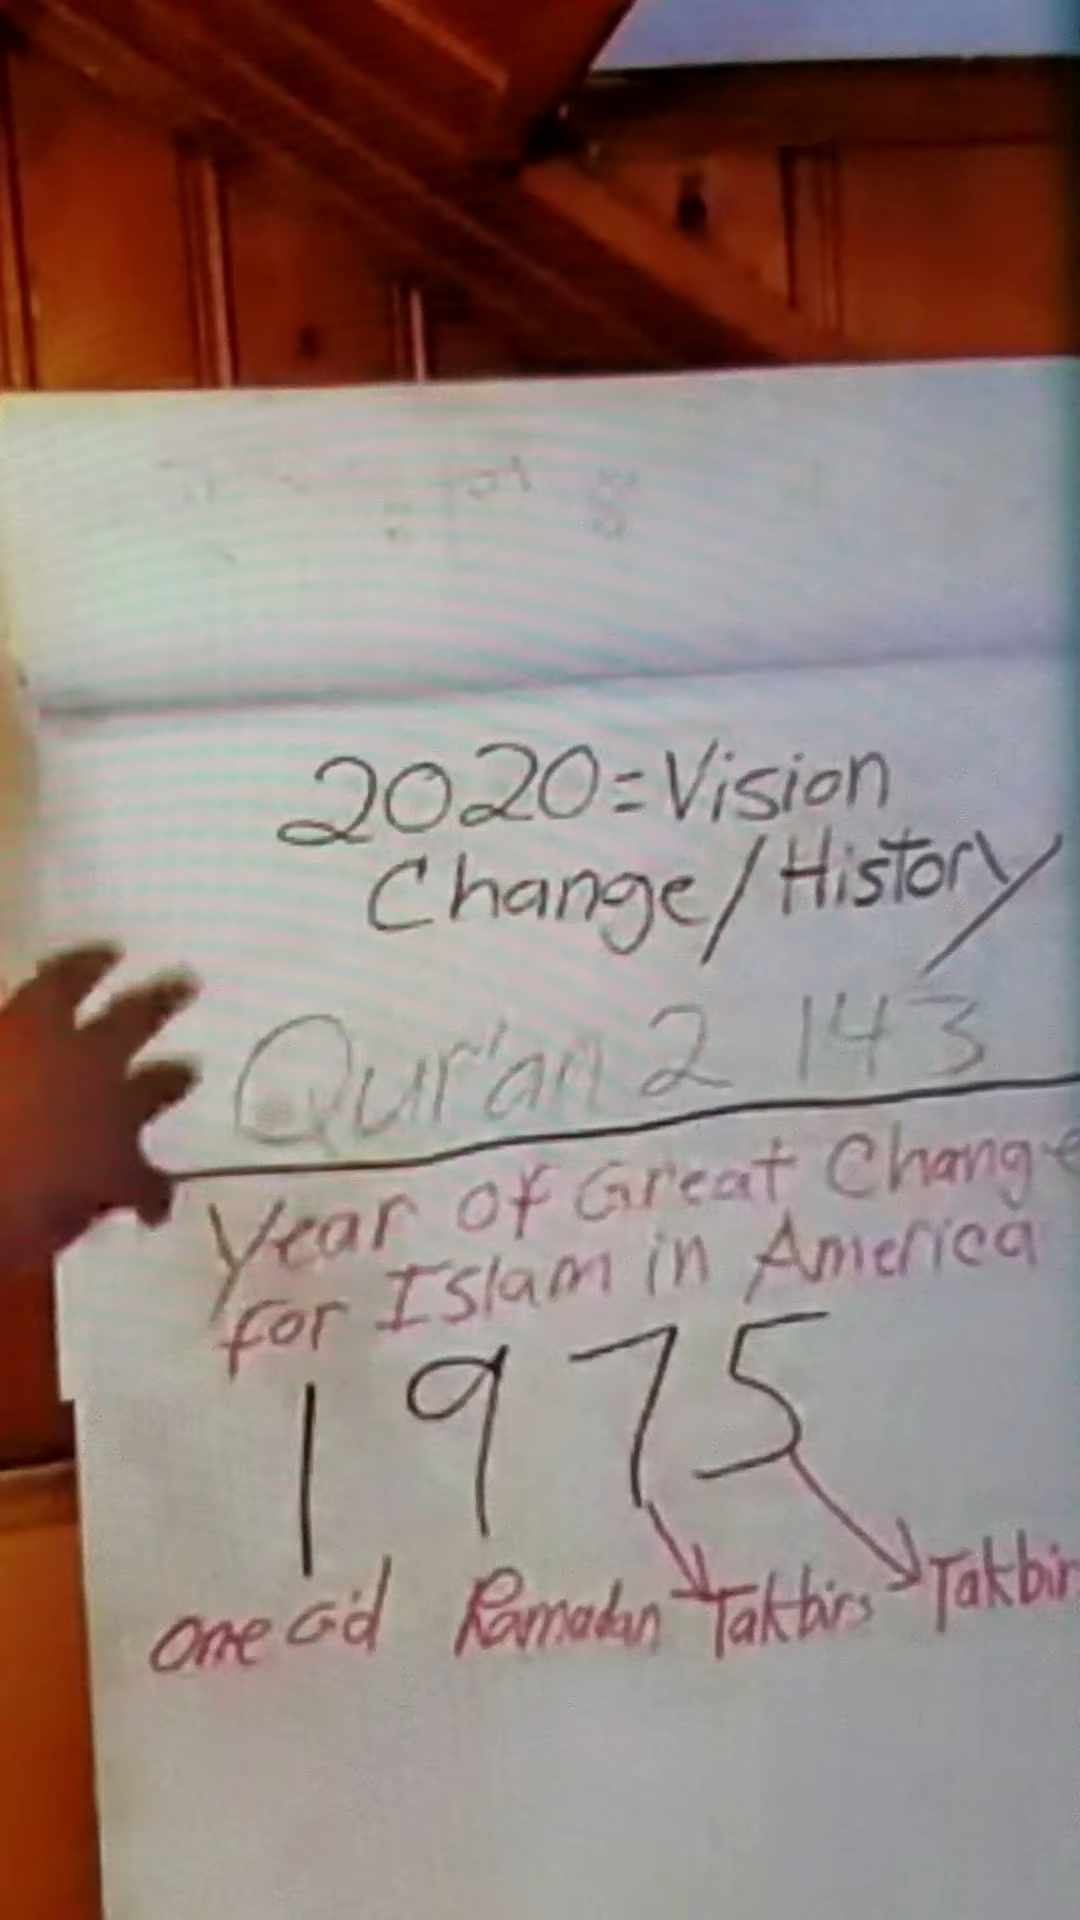 2020=Vision
Change/History
Qur'an 2 143
Year of Great Change
for Islam in America
1975
one Ramadan Takbirs Takbir